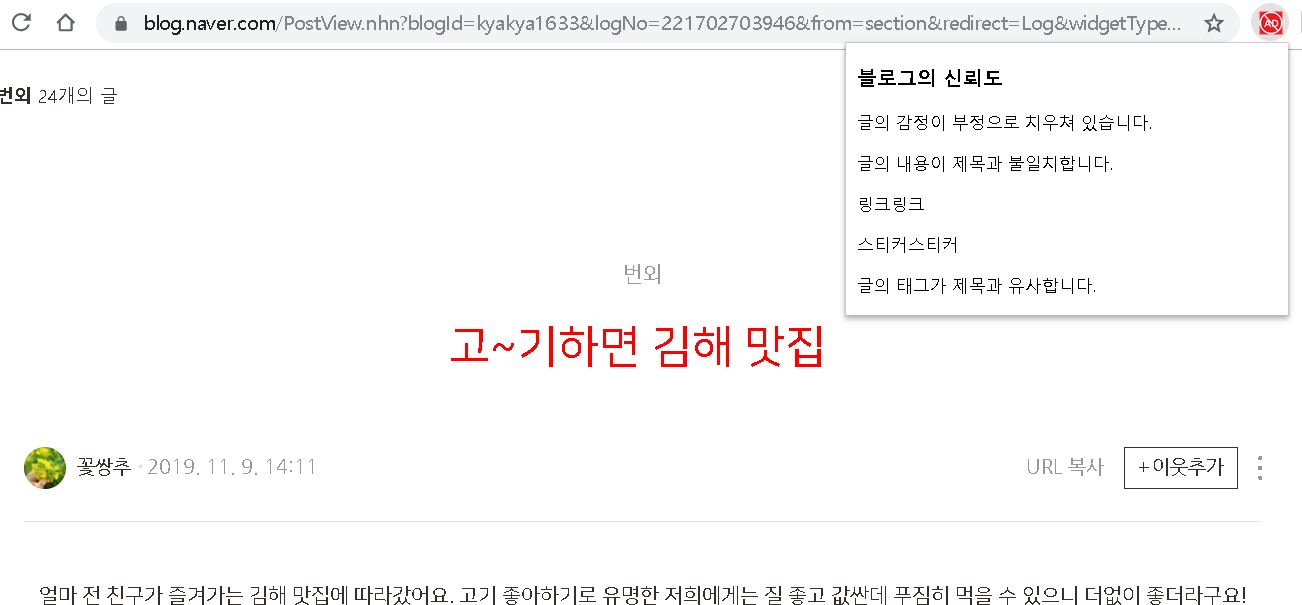 blog.naver.com/PostView.nhn?blogId=kyakya1633&logNo=221702703946&from=section&redirect=Log&widgetType...
AD
블로그의 신뢰도
글의 감정이 부정으로 치우쳐 있습니다.
글의 내용이 제목과 불일치합니다.
링크링크
스티커스티커
글의 태그가 제목과 유사합니다.
번외 24개의 글
번외
고~기하면 김해 맛집
꽃쌍추 · 2019. 11. 9. 14:11 URL 복사 +이웃추가
얼마 전 친구가 즐겨가는 김해 맛집에 따라갔어요. 고기 좋아하기로 유명한 저희에게는 질 좋고 값싼데 푸짐히 먹을 수 있으니 더없이 좋더라구요!